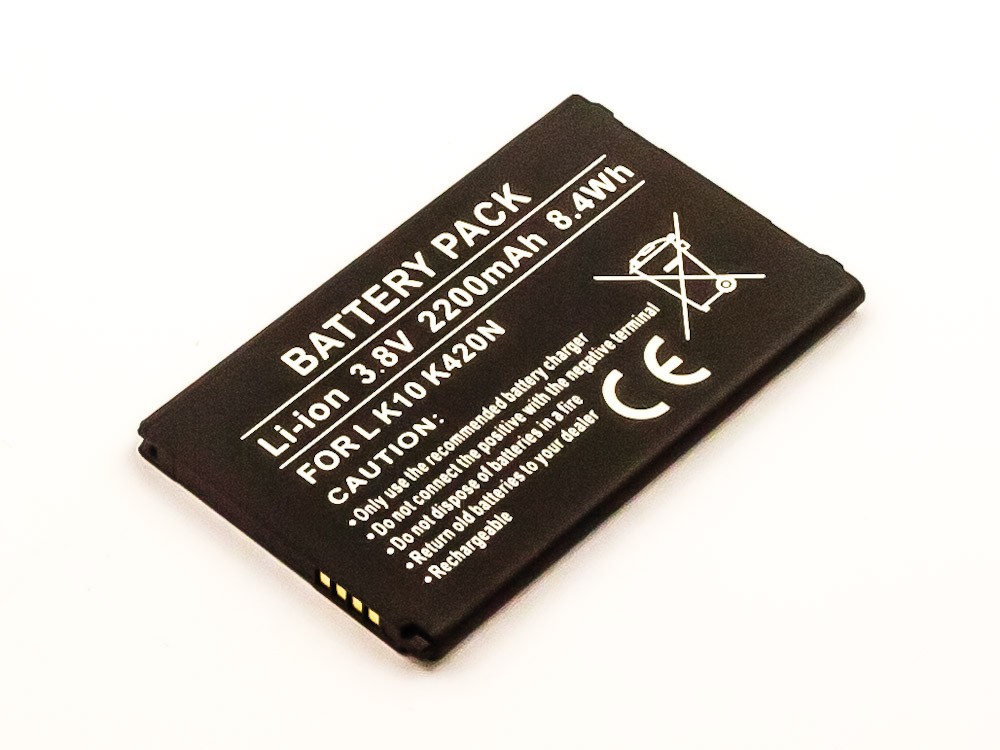 BATTERY PACK
Li-ion 3.8V 2200mAh 8.4Wh
FOR L K10 K420N
CAUTION:
•Only use the recommended battery charger
•Do not connect the positive with the negative terminal
•Do not dispose of batteries in a fire
•Return old batteries to your dealer
•Rechargeable
CE